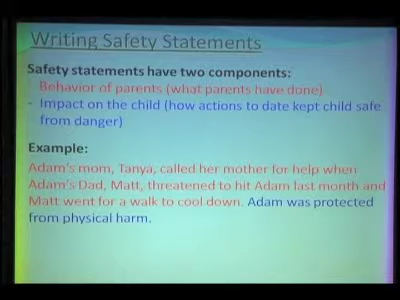 Writing Safety Statements
Safety statements have two components:
- Behavior of parents (what parents have done)
- Impact on the child (how actions to date kept child safe
from danger)
Example:
Adam's mom, Tanya, called her mother for help when
Adam's Dad, Matt, threatened to hit Adam last month and
Matt went for a walk to cool down. Adam was protected
from physical harm.